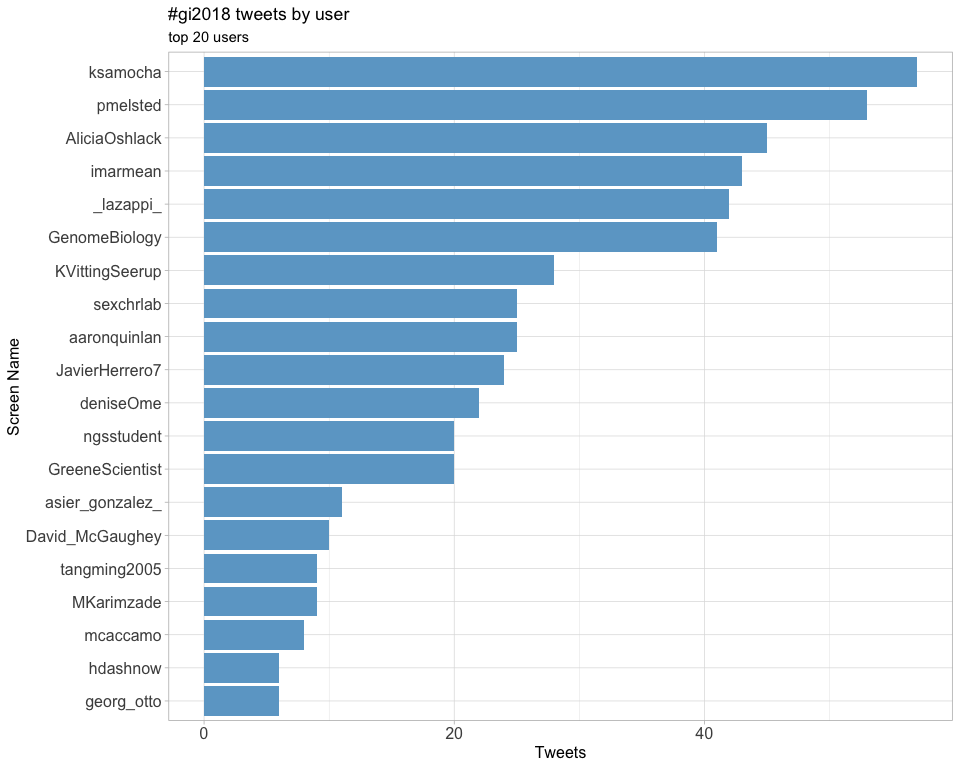 #gi2018 tweets by user
top 20 users
ksamocha
pmelsted
AliciaOshlack
imarmean
_lazappi_
GenomeBiology
KVittingSeerup
sexchrlab
aaronquinlan
JavierHerrero7
deniseOme
ngsstudent
GreeneScientist
asier_gonzalez_
David_McGaughey
tangming2005
MKarimzade
mcaccamo
hdashnow
georg_otto
Screen Name
0 20 40
Tweets